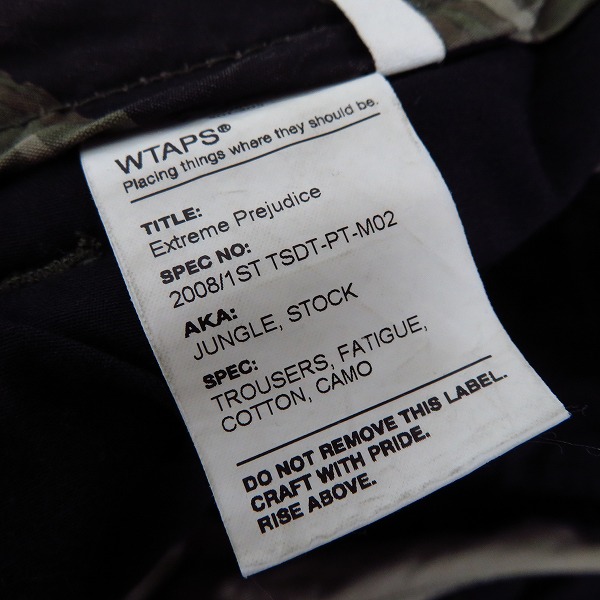 WTAPS®
Placing things where they should be.
TITLE:
Extreme Prejudice
SPEC NO:
2008/1ST TSDT-PT-M02
AKA:
JUNGLE, STOCK
SPEC:
TROUSERS, FATIGUE,
COTTON, CAMO
DO NOT REMOVE THIS LABEL.
CRAFT WITH PRIDE.
RISE ABOVE.